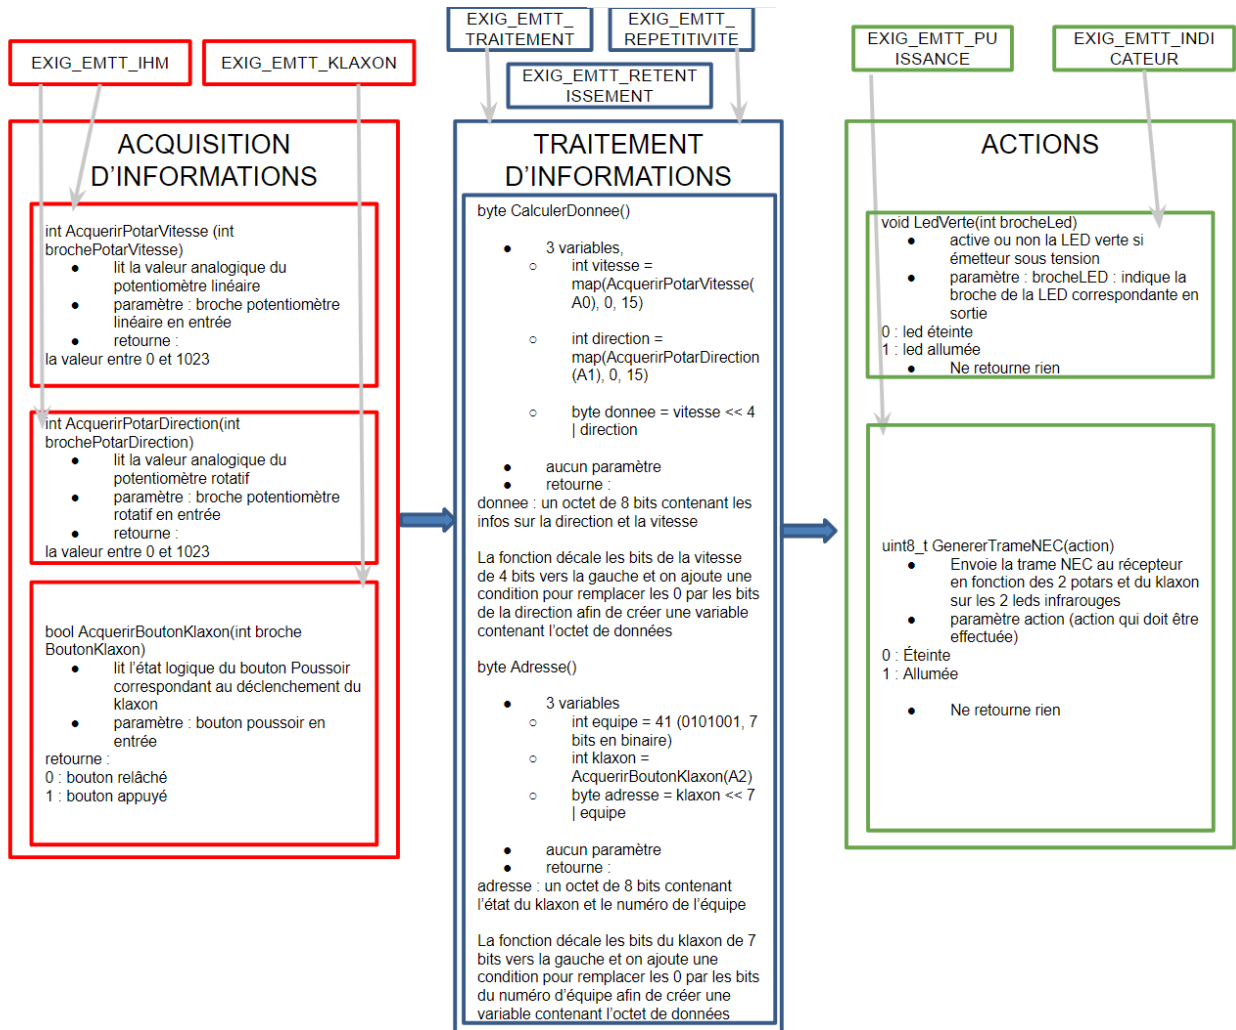 EXIG_EMTT_IHM
EXIG_EMTT_KLAXON
ACQUISITION
D’INFORMATIONS
int AcquerirPotarVitesse (int
brochePotarVitesse)
● lit la valeur analogique du
potentiomètre linéaire
● paramètre : broche potentiomètre
linéaire en entrée
● retourne :
la valeur entre 0 et 1023
int AcquerirPotarDirection(int
brochePotarDirection)
● lit la valeur analogique du
potentiomètre rotatif
● paramètre : broche potentiomètre
rotatif en entrée
● retourne :
la valeur entre 0 et 1023
bool AcquerirBoutonKlaxon(int broche
BoutonKlaxon)
● lit l’état logique du bouton Poussoir
correspondant au déclenchement du
klaxon
● paramètre : bouton poussoir en
entrée
retourne :
0 : bouton relâché
1 : bouton appuyé
EXIG_EMTT_
TRAITEMENT
EXIG_EMTT_
REPETITIVITE
EXIG_EMTT_RETENT
ISSEMENT
TRAITEMENT
D’INFORMATIONS
byte CalculerDonnee()
● 3 variables,
○ int vitesse =
map(AcquerirPotarVitesse(
A0), 0, 15)
○ int direction =
map(AcquerirPotarDirection
(A1), 0, 15)
○ byte donnee = vitesse << 4
| direction
● aucun paramètre
● retourne :
donnee : un octet de 8 bits contenant les
infos sur la direction et la vitesse
La fonction décale les bits de la vitesse
de 4 bits vers la gauche et on ajoute une
condition pour remplacer les 0 par les bits
de la direction afin de créer une variable
contenant l’octet de données
byte Adresse()
● 3 variables
○ int equipe = 41 (0101001, 7
bits en binaire)
○ int klaxon =
AcquerirBoutonKlaxon(A2)
○ byte adresse = klaxon << 7
| equipe
● aucun paramètre
● retourne :
adresse : un octet de 8 bits contenant
l’état du klaxon et le numéro de l’équipe
La fonction décale les bits du klaxon de 7
bits vers la gauche et on ajoute une
condition pour remplacer les 0 par les bits
du numéro d’équipe afin de créer une
variable contenant l’octet de données
EXIG_EMTT_PU
ISSANCE
EXIG_EMTT_INDI
CATEUR
ACTIONS
void LedVerte(int brocheLed)
● active ou non la LED verte si
émetteur sous tension
● paramètre : brocheLED : indique la
broche de la LED correspondante en
sortie
0 : led éteinte
1 : led allumée
● Ne retourne rien
uint8_t GenererTrameNEC(action)
● Envoie la trame NEC au récepteur
en fonction des 2 potars et du klaxon
sur les 2 leds infrarouges
● paramètre action (action qui doit être
effectuée)
0 : Éteinte
1 : Allumée
● Ne retourne rien